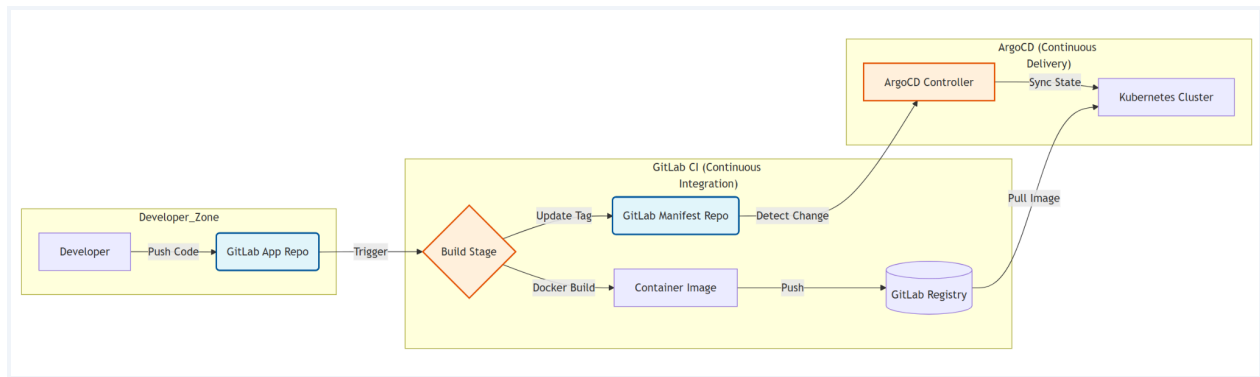 ArgoCD (Continuous
Delivery)
ArgoCD Controller
Sync State
Kubernetes Cluster
GitLab CI (Continuous
Integration)
Pull Image
Developer_Zone
Update Tag
GitLab Manifest Repo
Detect Change
Developer
Push Code
GitLab App Repo
Trigger
Build Stage
Docker Build
Container Image
Push
GitLab Registry